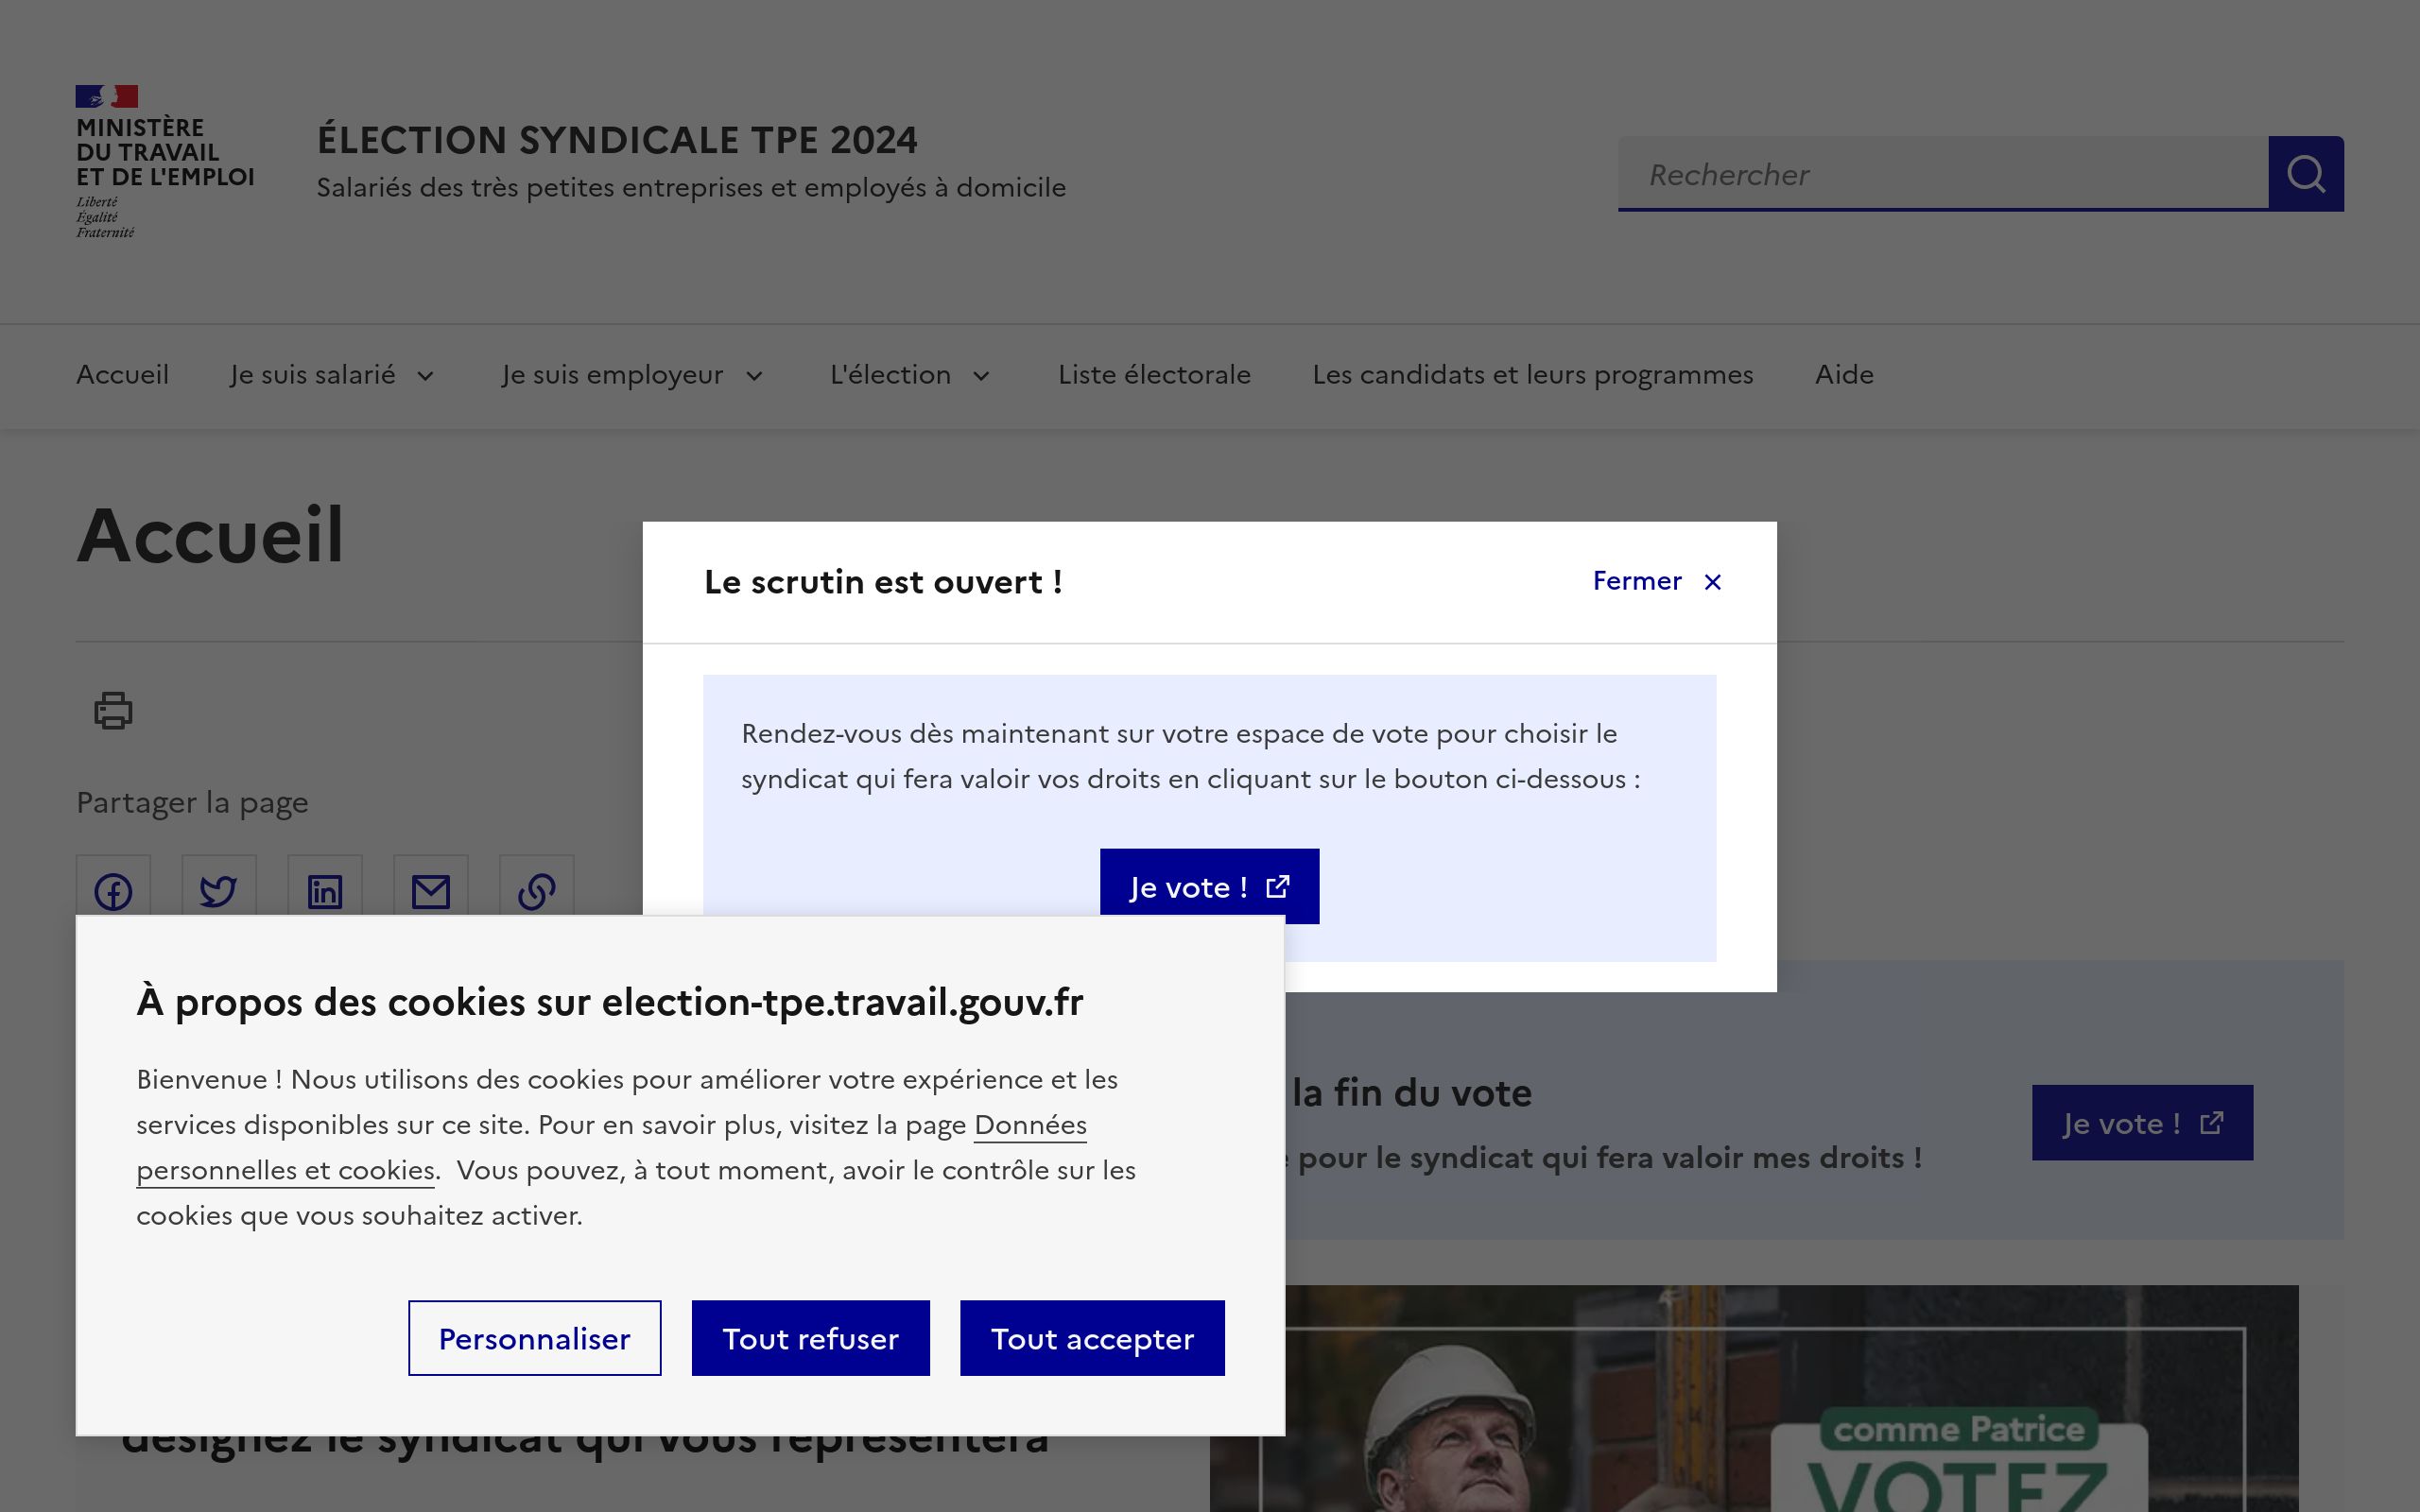 MINISTÈRE
DU TRAVAIL
ET DE L'EMPLOI
Liberté
Égalité
Fraternité
ÉLECTION SYNDICALE TPE 2024
Salariés des très petites entreprises et employés à domicile
Rechercher
Accueil Je suis salarié Je suis employeur L'élection Liste électorale Les candidats et leurs programmes Aide
Accueil
Partager la page
Le scrutin est ouvert !
Fermer
Rendez-vous dès maintenant sur votre espace de vote pour choisir le
syndicat qui fera valoir vos droits en cliquant sur le bouton ci-dessous :
Je vote !
À propos des cookies sur election-tpe.travail.gouv.fr
Bienvenue ! Nous utilisons des cookies pour améliorer votre expérience et les
services disponibles sur ce site. Pour en savoir plus, visitez la page Données
personnelles et cookies. Vous pouvez, à tout moment, avoir le contrôle sur les
cookies que vous souhaitez activer.
Personnaliser Tout refuser Tout accepter
la fin du vote
pour le syndicat qui fera valoir mes droits !
Je vote !
désignez le syndicat qui vous représentera
comme Patrice
VOTEZ